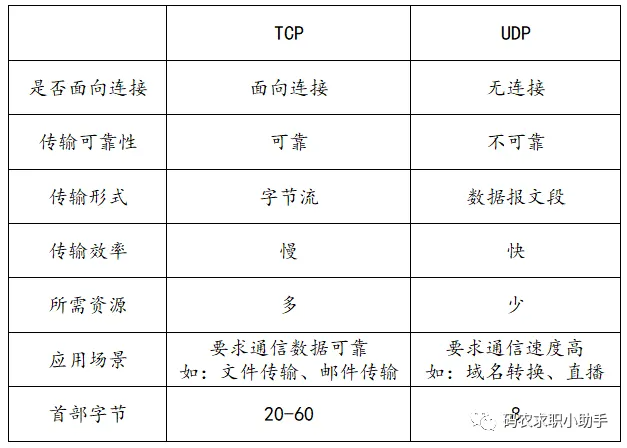 TCP UDP
是否面向连接 面向连接 无连接
传输可靠性 可靠 不可靠
传输形式 字节流 数据报文段
传输效率 慢 快
所需资源 多 少
应用场景 要求通信数据可靠 如：文件传输、邮件传输 要求通信速度高 如：域名转换、直播
首部字节 20-60 8
码农求职小助手